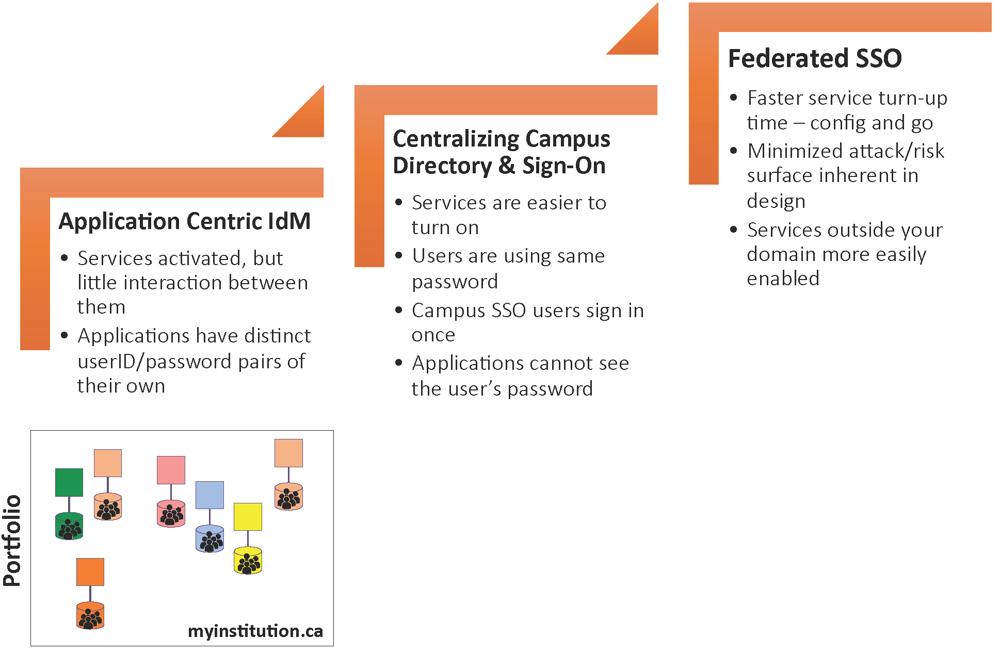 Application Centric IdM
• Services activated, but
little interaction between
them
• Applications have distinct
userID/password pairs of
their own
Centralizing Campus
Directory & Sign-On
• Services are easier to
turn on
• Users are using same
password
• Campus SSO users sign in
once
• Applications cannot see
the user’s password
Federated SSO
• Faster service turn-up
time – config and go
• Minimized attack/risk
surface inherent in
design
• Services outside your
domain more easily
enabled
Portfolio
myinstitution.ca